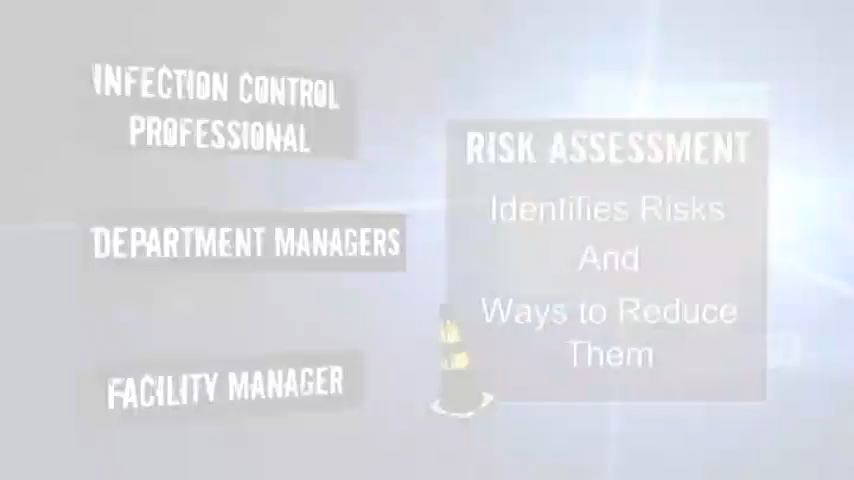 INFECTION CONTROL
PROFESSIONAL
DEPARTMENT MANAGERS
FACILITY MANAGER
RISK ASSESSMENT
Identifies Risks
And
Ways to Reduce
Them